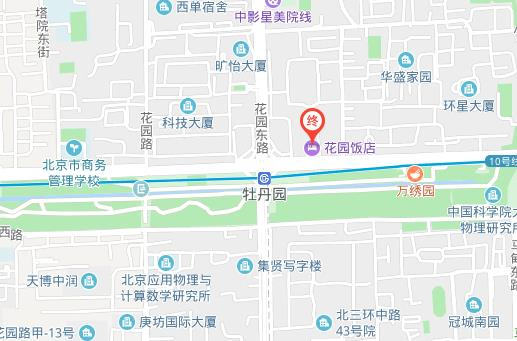 西单宿舍
中影星美院线
塔院东街
旷怡大厦
华盛家园
环星大厦
花园路
科技大厦
花园东路
终
花园饭店
北京市商务
管理学校
10号线
牡丹园
万绣园
中国科学院
物理研究所
西路
马甸东路
天博中润
北京应用物理与
计算数学研究所
集贤写字楼
花园路甲-13号
庚坊国际大厦
北三环中路
43号院
冠城南园